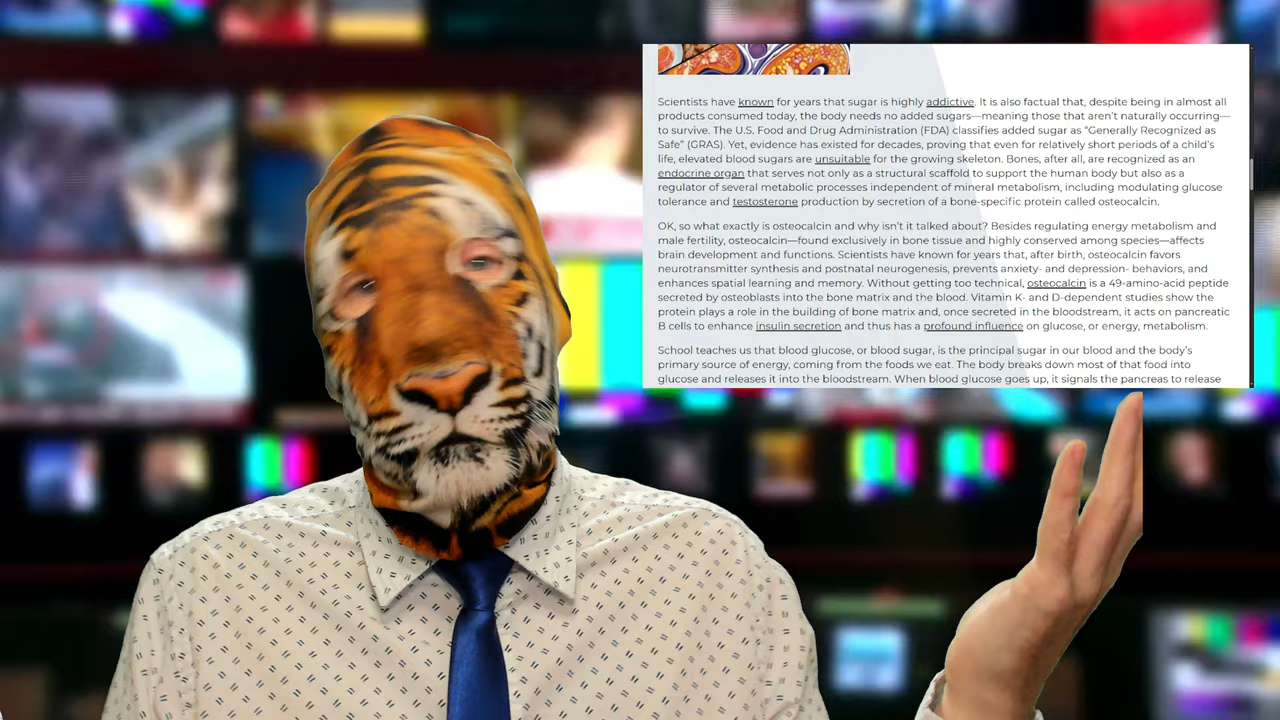 Scientists have known for years that sugar is highly addictive. It is also factual that, despite being in almost all
products consumed today, the body needs no added sugars—meaning those that aren't naturally occurring—
to survive. The U.S. Food and Drug Administration (FDA) classifies added sugar as "Generally Recognized as
Safe" (GRAS). Yet, evidence has existed for decades, proving that even for relatively short periods of a child's
life, elevated blood sugars are unsuitable for the growing skeleton. Bones, after all, are recognized as an
endocrine organ that serves not only as a structural scaffold to support the human body but also as a
regulator of several metabolic processes independent of mineral metabolism, including modulating glucose
tolerance and testosterone production by secretion of a bone-specific protein called osteocalcin.
OK, so what exactly is osteocalcin and why isn't it talked about? Besides regulating energy metabolism and
male fertility, osteocalcin—found exclusively in bone tissue and highly conserved among species—affects
brain development and functions. Scientists have known for years that, after birth, osteocalcin favors
neurotransmitter synthesis and postnatal neurogenesis, prevents anxiety- and depression- behaviors, and
enhances spatial learning and memory. Without getting too technical, osteocalcin is a 49-amino-acid peptide
secreted by osteoblasts into the bone matrix and the blood. Vitamin K- and D-dependent studies show the
protein plays a role in the building of bone matrix and, once secreted in the bloodstream, it acts on pancreatic
B cells to enhance insulin secretion and thus has a profound influence on glucose, or energy, metabolism.
School teaches us that blood glucose, or blood sugar, is the principal sugar in our blood and the body's
primary source of energy, coming from the foods we eat. The body breaks down most of that food into
glucose and releases it into the bloodstream. When blood glucose goes up, it signals the pancreas to release